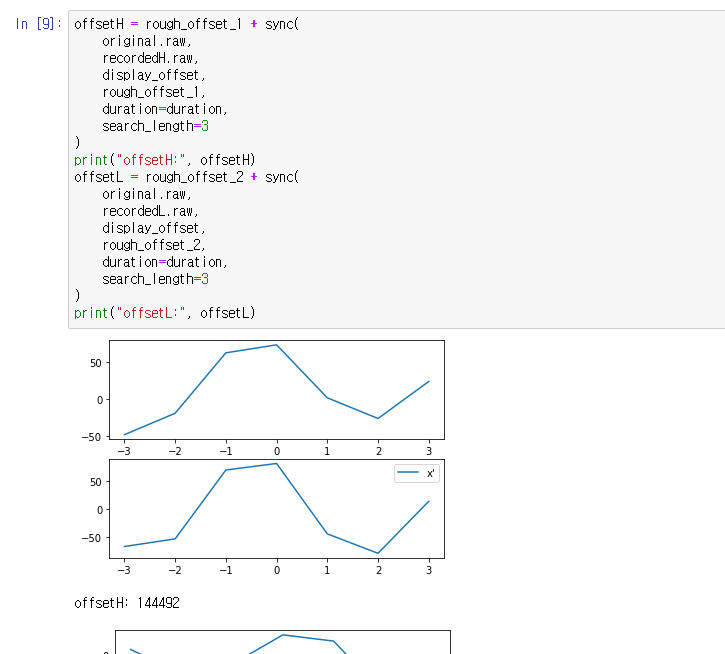 In [9]:
offsetH = rough_offset_1 + sync(
original.raw,
recordedH.raw,
display_offset,
rough_offset_1,
duration=duration,
search_length=3
)
print("offsetH:", offsetH)
offsetL = rough_offset_2 + sync(
original.raw,
recordedL.raw,
display_offset,
rough_offset_2,
duration=duration,
search_length=3
)
print("offsetL:", offsetL)
50
0
−50
−3 −2 −1 0 1 2 3
x'
50
0
−50
−3 −2 −1 0 1 2 3
offsetH: 144492